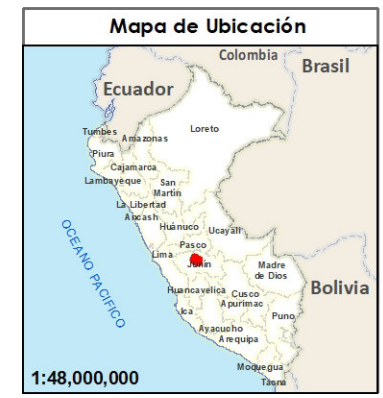 Mapa de Ubicación
Colombia
Brasil
Ecuador
Tumbes
Amazonas
Loreto
Piura
Cajamarca
Lambayeque
San
Martin
La Libertad
Ancash
Huánuco
Ucayali
Pasco
Lima
Junin
OCEANO PACIFICO
Madre
de Dios
Huancavelica
Cusco
Apurimac
Bolivia
Ica
Puno
Ayacucho
Arequipa
Moquegua
Tacna
1:48,000,000